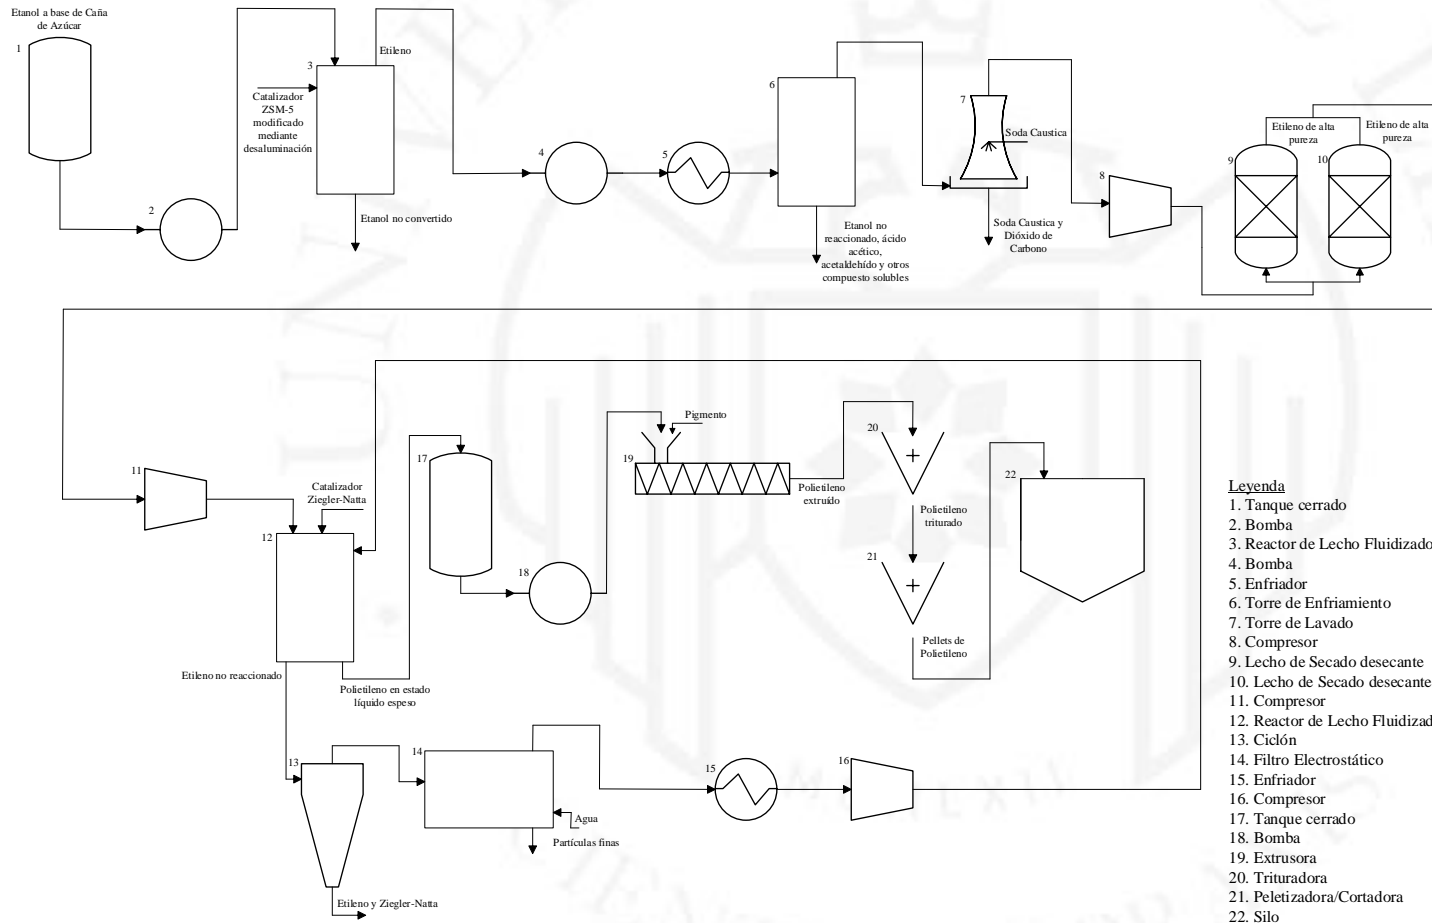 Etanol a base de Caña
de Azúcar
1
2
3
Etileno
Catalizador
ZSM-5
modificado
mediante
desaluminación
Etanol no convertido
4
5
6
Etanol no
reaccionado, ácido
acético,
acetaldehído y otros
compuesto solubles
7
Soda Caustica
Soda Caustica y
Dióxido de
Carbono
8
9
Etileno de alta
pureza
10
Etileno de alta
pureza
11
Catalizador
Ziegler-Natta
12
Etileno no reaccionado
Polietileno en estado
líquido espeso
17
18
Pigmento
19
Polietileno
extruído
20
Polietileno
triturado
21
Pellets de
Polietileno
22
13
Etileno y Ziegler-Natta
14
Agua
Partículas finas
15
16
Leyenda
1. Tanque cerrado
2. Bomba
3. Reactor de Lecho Fluidizado
4. Bomba
5. Enfriador
6. Torre de Enfriamiento
7. Torre de Lavado
8. Compresor
9. Lecho de Secado desecante
10. Lecho de Secado desecante
11. Compresor
12. Reactor de Lecho Fluidizad
13. Ciclón
14. Filtro Electrostático
15. Enfriador
16. Compresor
17. Tanque cerrado
18. Bomba
19. Extrusora
20. Trituradora
21. Peletizadora/Cortadora
22. Silo